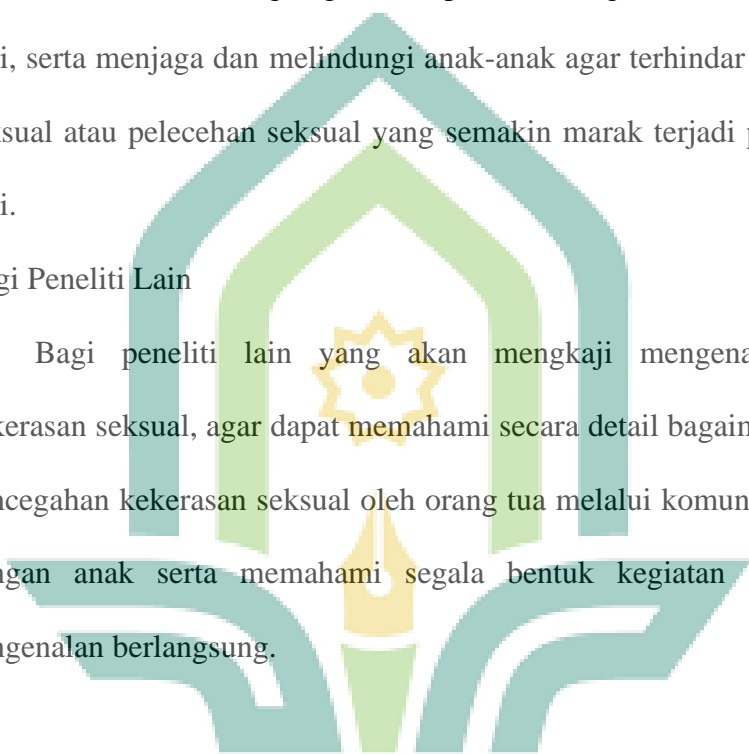 i, serta menjaga dan melindungi anak-anak agar terhindar
ksual atau pelecehan seksual yang semakin marak terjadi
i.
gi Peneliti Lain
Bagi peneliti lain yang akan mengkaji mengena
kerasan seksual, agar dapat memahami secara detail bagaim
ncegahan kekerasan seksual oleh orang tua melalui komun
ngan anak serta memahami segala bentuk kegiatan
ngenalan berlangsung.